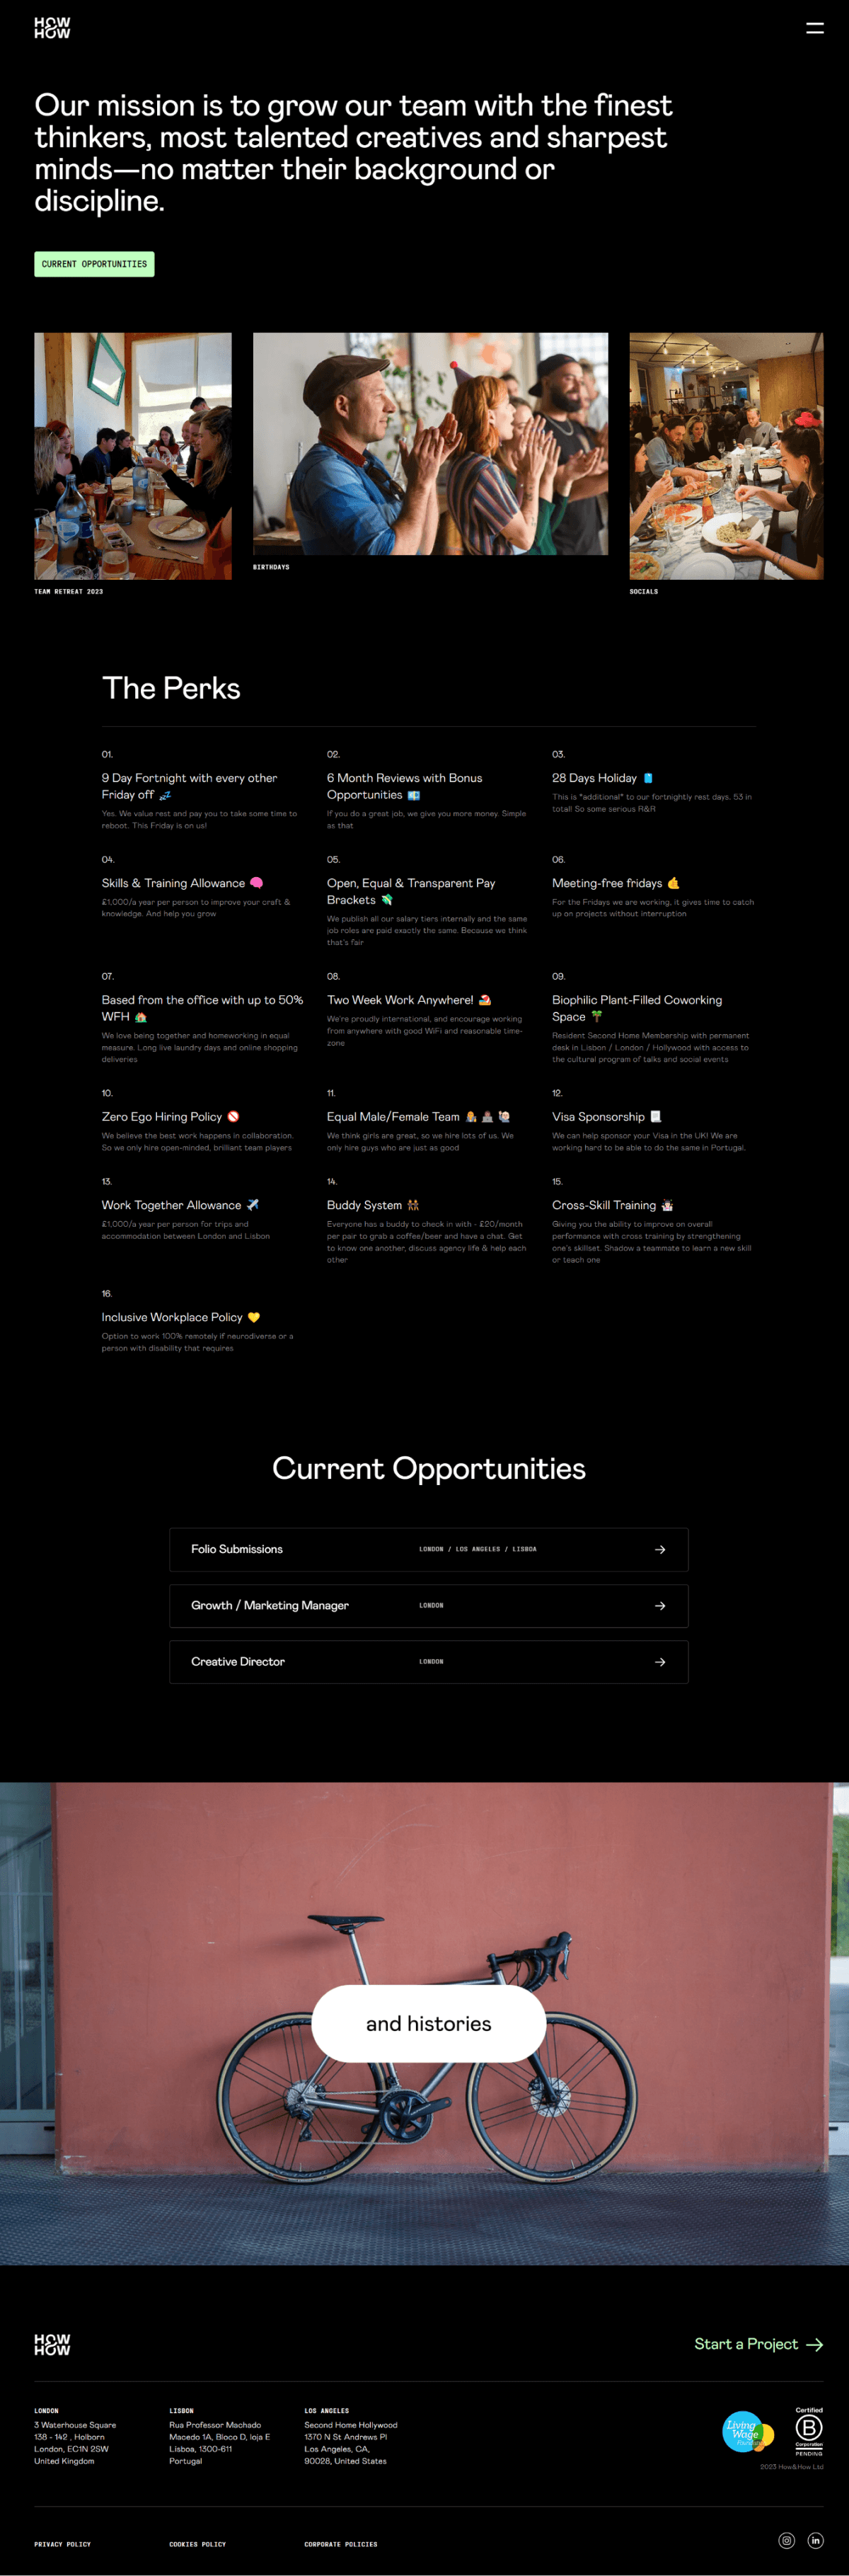 HOW
HOW
Our mission is to grow our team with the finest
thinkers, most talented creatives and sharpest
minds—no matter their background or
discipline.
CURRENT OPPORTUNITIES
TEAM RETREAT 2023
BIRTHDAYS
SOCIALS
The Perks
01.
9 Day Fortnight with every other
Friday off 💤
Yes. We value rest and pay you to take some time to
reboot. This Friday is on us!
02.
6 Month Reviews with Bonus
Opportunities 💶
If you do a great job, we give you more money. Simple
as that
03.
28 Days Holiday
This is *additional* to our fortnightly rest days. 53 in
total! So some serious R&R
04.
Skills & Training Allowance 🧠
£1,000/a year per person to improve your craft &
knowledge. And help you grow
05.
Open, Equal & Transparent Pay
Brackets 💸
We publish all our salary tiers internally and the same
job roles are paid exactly the same. Because we think
that's fair
06.
Meeting-free fridays 🤙
For the Fridays we are working, it gives time to catch
up on projects without interruption
07.
Based from the office with up to 50%
WFH 🏡
We love being together and homeworking in equal
measure. Long live laundry days and online shopping
deliveries
08.
Two Week Work Anywhere! 🏖
We're proudly international, and encourage working
from anywhere with good WiFi and reasonable time-
zone
09.
Biophilic Plant-Filled Coworking
Space 🌴
Resident Second Home Membership with permanent
desk in Lisbon / London / Hollywood with access to
the cultural program of talks and social events
10.
Zero Ego Hiring Policy 🚫
We believe the best work happens in collaboration.
So we only hire open-minded, brilliant team players
11.
Equal Male/Female Team
We think girls are great, so we hire lots of us. We
only hire guys who are just as good
12.
Visa Sponsorship 📃
We can help sponsor your Visa in the UK! We are
working hard to be able to do the same in Portugal.
13.
Work Together Allowance ✈️
£1,000/a year per person for trips and
accommodation between London and Lisbon
14.
Buddy System
Everyone has a buddy to check in with - £20/month
per pair to grab a coffee/beer and have a chat. Get
to know one another, discuss agency life & help each
other
15.
Cross-Skill Training
Giving you the ability to improve on overall
performance with cross training by strengthening
one's skillset. Shadow a teammate to learn a new skill
or teach one
16.
Inclusive Workplace Policy 💛
Option to work 100% remotely if neurodiverse or a
person with disability that requires
Current Opportunities
Folio Submissions
LONDON / LOS ANGELES / LISBOA
→
Growth / Marketing Manager
LONDON
→
Creative Director
LONDON
→
and histories
HOW
HOW
Start a Project →
LONDON
3 Waterhouse Square
138 - 142 , Holborn
London, EC1N 2SW
United Kingdom
LISBON
Rua Professor Machado
Macedo 1A, Bloco D, loja E
Lisboa, 1300-611
Portugal
LOS ANGELES
Second Home Hollywood
1370 N St Andrews Pl
Los Angeles, CA,
90028, United States
Living
Wage
Certified
B
Corporation
PENDING
2023 How&How Ltd
PRIVACY POLICY
COOKIES POLICY
CORPORATE POLICIES
in